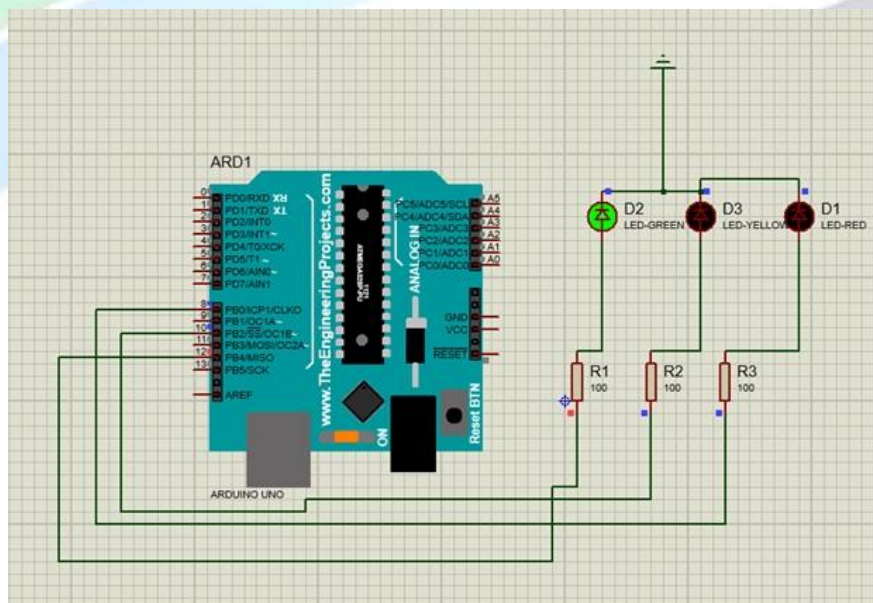 ARD1
0
1
2
3
4
5
6
7
PD0/RXD
PD1/TXD
PD2/INT0
PD3/INT1 ~
PD4/T0/XCK
PD5/T1 ~
PD6/AIN0 ~
PD7/AIN1
RX
TX
8
9
10
11
12
13
PB0/ICP1/CLKO
PB1/OC1A ~
PB2/SS/OC1B ~
PB3/MOSI/OC2A ~
PB4/MISO
PB5/SCK
AREF
www.TheEngineeringProjects.com
1121
ANALOG IN
PC5/ADC5/SCL
PC4/ADC4/SDA
PC3/ADC3
PC2/ADC2
PC1/ADC1
PC0/ADC0
A5
A4
A3
A2
A1
A0
GND
VCC
RESET
Reset BTN
ON
ARDUINO UNO
D2
LED-GREEN
D3
LED-YELLOW
D1
LED-RED
R1
100
R2
100
R3
100